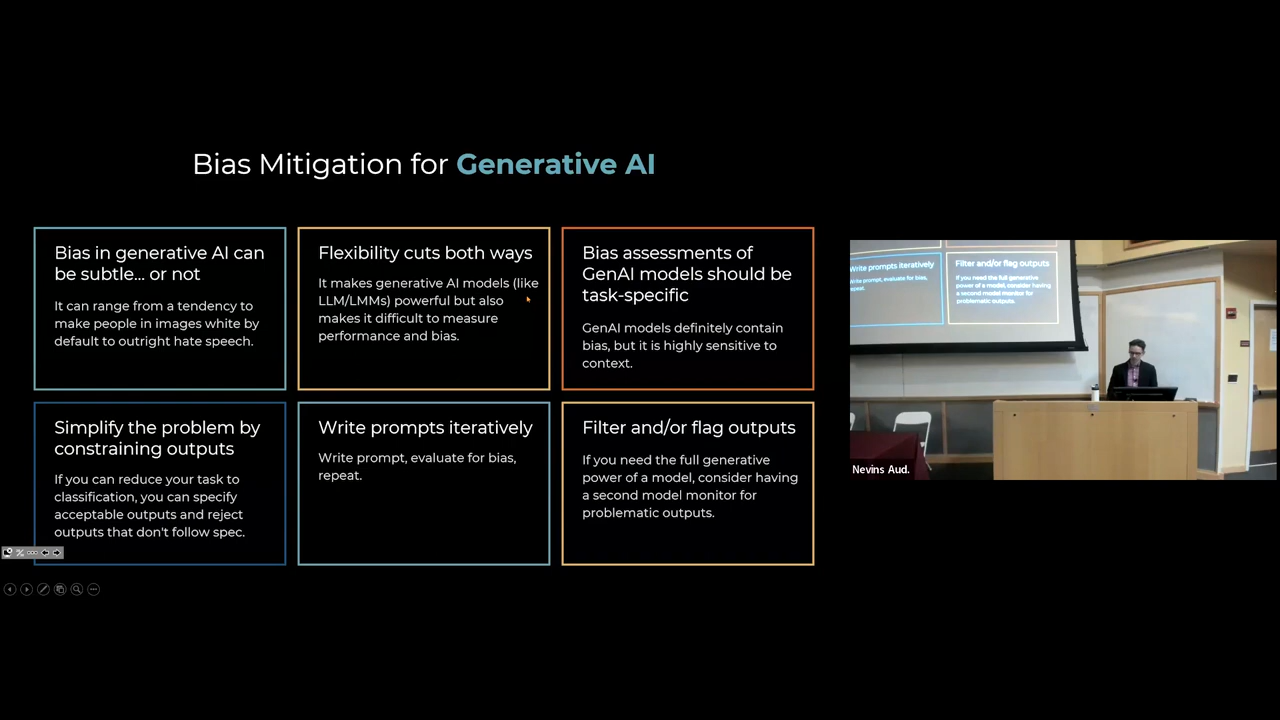 Bias Mitigation for Generative AI
Bias in generative AI can
be subtle... or not
It can range from a tendency to
make people in images white by
default to outright hate speech.
Flexibility cuts both ways
It makes generative AI models (like
LLM/LMMs) powerful but also
makes it difficult to measure
performance and bias.
Bias assessments of
GenAI models should be
task-specific
GenAI models definitely contain
bias, but it is highly sensitive to
context.
Simplify the problem by
constraining outputs
If you can reduce your task to
classification, you can specify
acceptable outputs and reject
outputs that don't follow spec.
Write prompts iteratively
Write prompt, evaluate for bias,
repeat.
Filter and/or flag outputs
If you need the full generative
power of a model, consider having
a second model monitor for
problematic outputs.
Write prompts iteratively
Write prompt, evaluate for bias,
repeat.
Filter and/or flag outputs
If you need the full generative
power of a model, consider having
a second model monitor for
problematic outputs.
Nevins Aud.